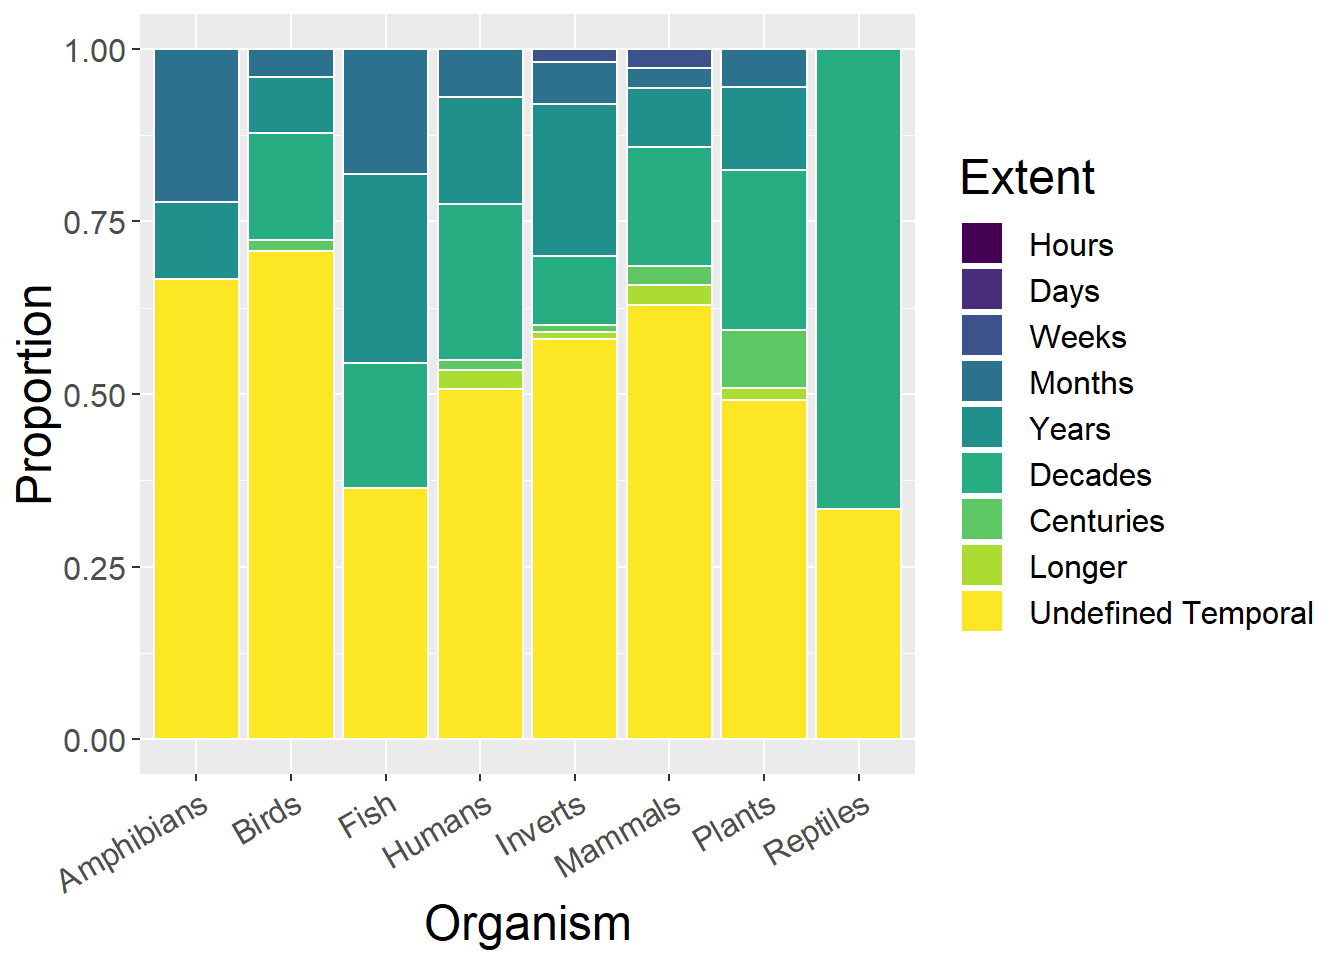 1.00
0.75
0.50
0.25
0.00
Proportion
Amphibians
Birds
Fish
Humans
Inverts
Mammals
Plants
Reptiles
Organism
Extent
Hours
Days
Weeks
Months
Years
Decades
Centuries
Longer
Undefined Temporal